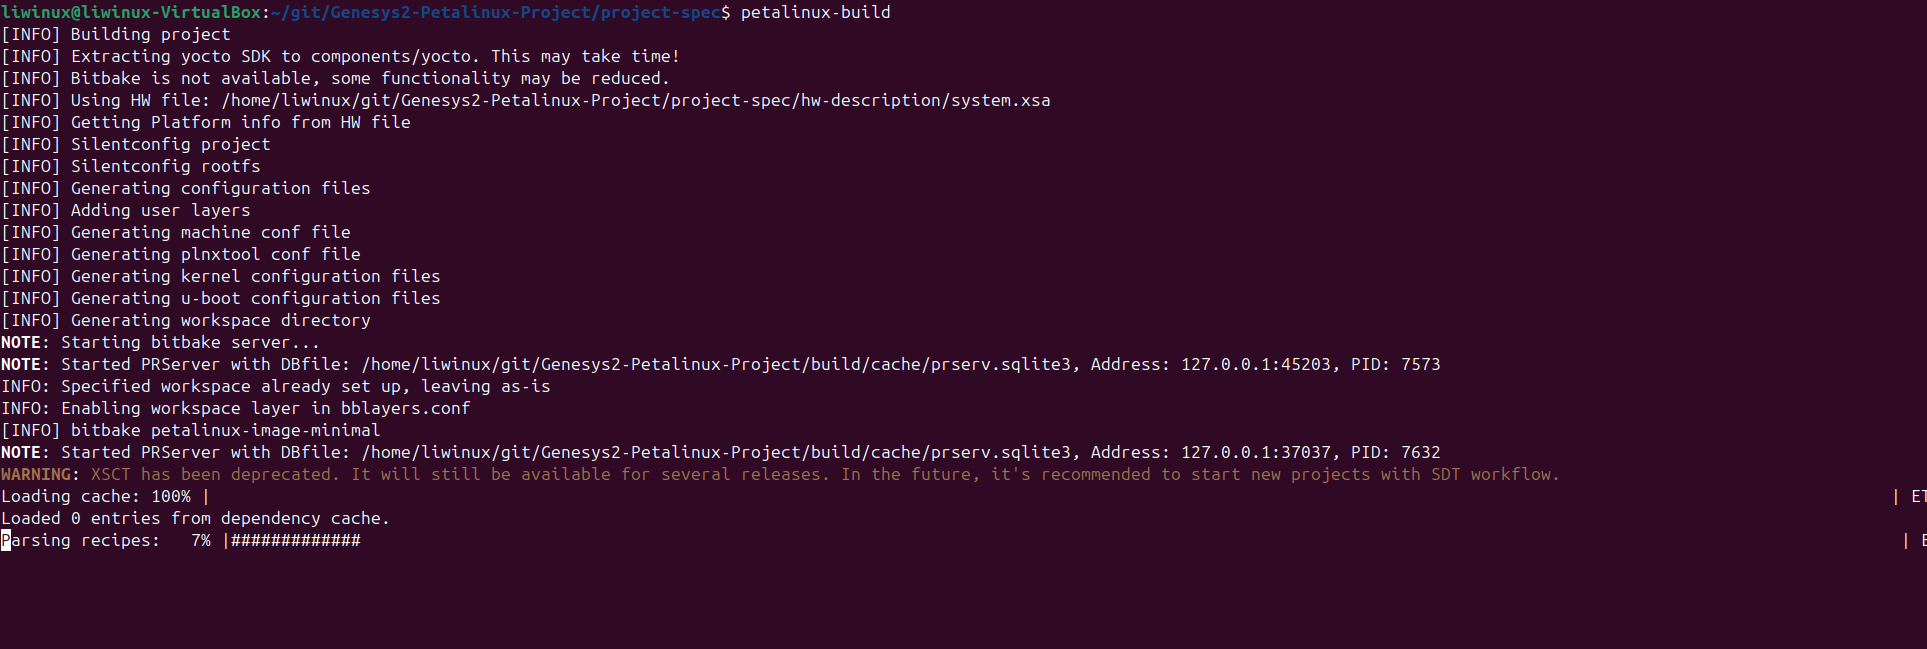 liwinux@liwinux-VirtualBox:~/git/Genesys2-Petalinux-Project/project-spec$ petalinux-build
[INFO] Building project
[INFO] Extracting yocto SDK to components/yocto. This may take time!
[INFO] Bitbake is not available, some functionality may be reduced.
[INFO] Using HW file: /home/liwinux/git/Genesys2-Petalinux-Project/project-spec/hw-description/system.xsa
[INFO] Getting Platform info from HW file
[INFO] Silentconfig project
[INFO] Silentconfig rootfs
[INFO] Generating configuration files
[INFO] Adding user layers
[INFO] Generating machine conf file
[INFO] Generating plnxtool conf file
[INFO] Generating kernel configuration files
[INFO] Generating u-boot configuration files
[INFO] Generating workspace directory
NOTE: Starting bitbake server...
NOTE: Started PRServer with DBfile: /home/liwinux/git/Genesys2-Petalinux-Project/build/cache/prserv.sqlite3, Address: 127.0.0.1:45203, PID: 7573
INFO: Specified workspace already set up, leaving as-is
INFO: Enabling workspace layer in bblayers.conf
[INFO] bitbake petalinux-image-minimal
NOTE: Started PRServer with DBfile: /home/liwinux/git/Genesys2-Petalinux-Project/build/cache/prserv.sqlite3, Address: 127.0.0.1:37037, PID: 7632
WARNING: XSCT has been deprecated. It will still be available for several releases. In the future, it's recommended to start new projects with SDT workflow.
Loading cache: 100% | | ET
Loaded 0 entries from dependency cache.
Parsing recipes:   7% |############# | E